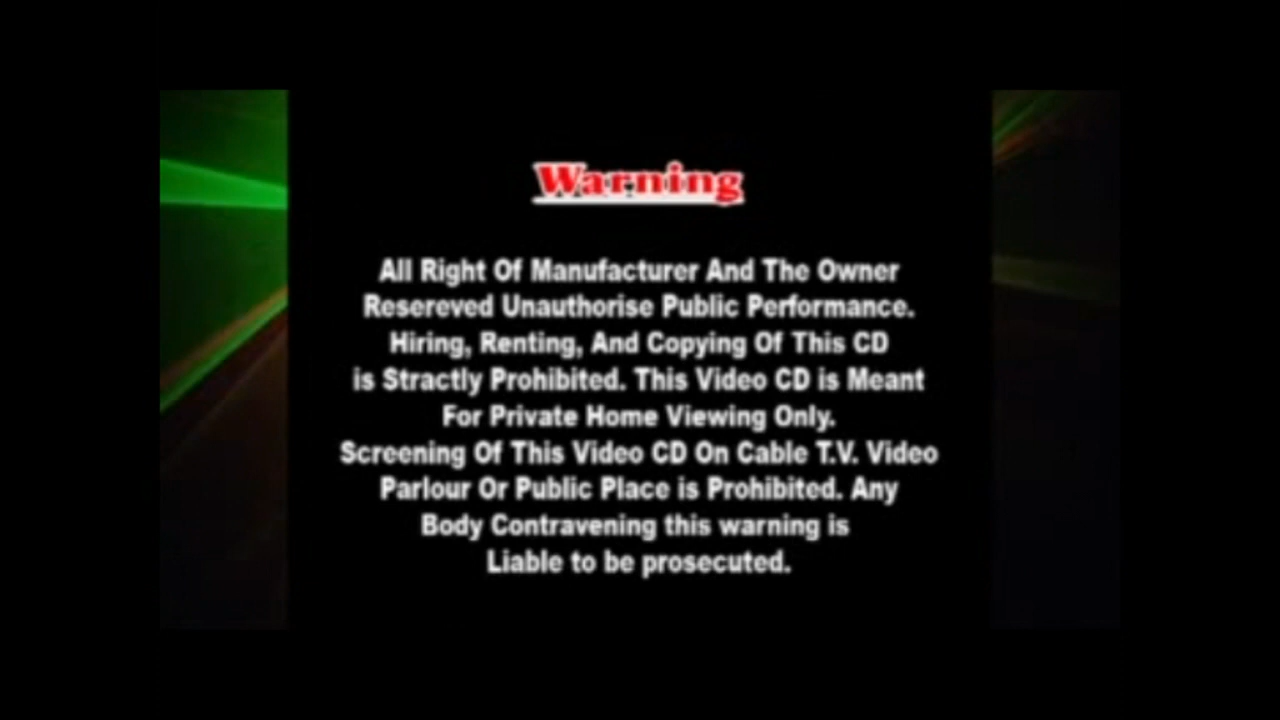 Warning
All Right Of Manufacturer And The Owner
Resereved Unauthorise Public Performance.
Hiring, Renting, And Copying Of This CD
is Stractly Prohibited. This Video CD is Meant
For Private Home Viewing Only.
Screening Of This Video CD On Cable T.V. Video
Parlour Or Public Place is Prohibited. Any
Body Contravening this warning is
Liable to be prosecuted.